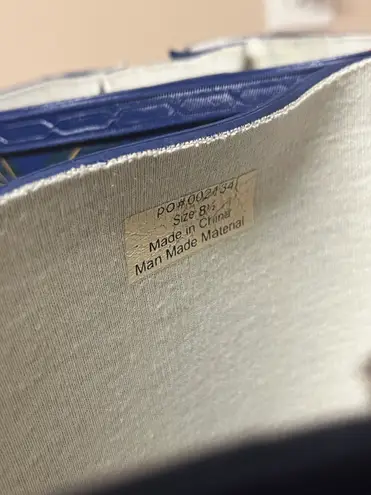 PO#002434
Size 8½
Made in China
Man Made Material